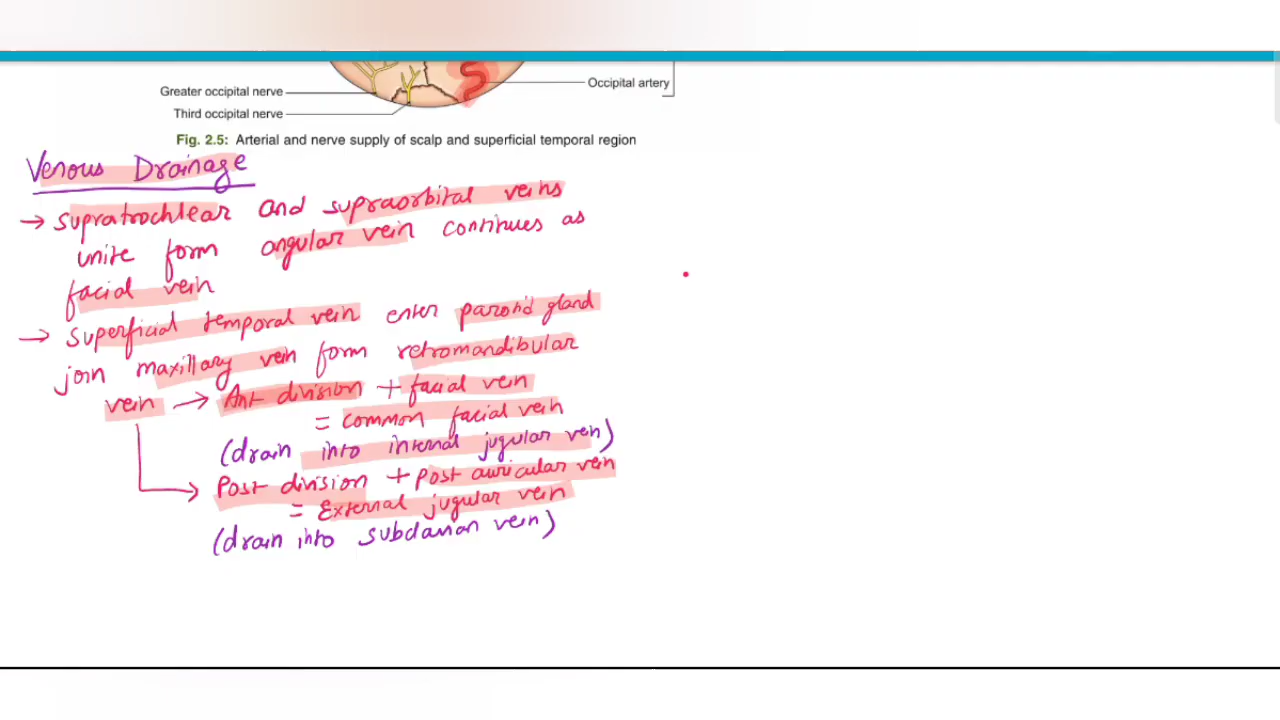 Greater occipital nerve
Occipital artery
Third occipital nerve
Fig. 2.5: Arterial and nerve supply of scalp and superficial temporal region
Venous Drainage
→ Supratrochlear and supraorbital veins
unite form angular vein continues as
facial vein
→ Superficial temporal vein enter parotid gland
join maxillary vein form retromandibular
vein → Ant division + facial vein
= common facial vein
(drain into internal jugular ven)
Post division + post auricular vein
= External jugular vein
(drain into subclavian vein)